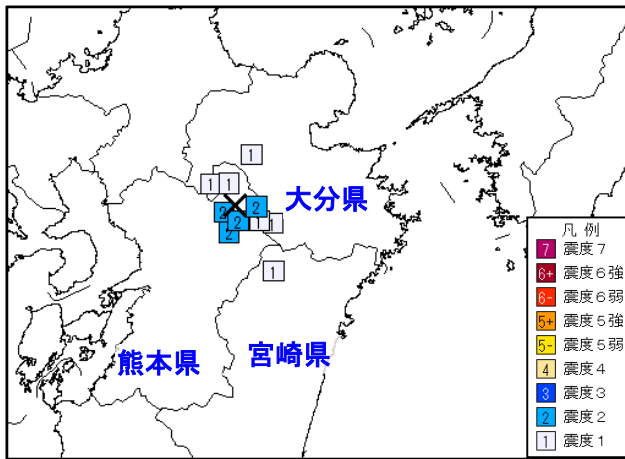 1
1 1
大分県
2 2
2 1 1
2
1
熊本県
宮崎県
凡 例
7 震度７
6+ 震度６強
6- 震度６弱
5+ 震度５強
5- 震度５弱
4 震度４
3 震度３
2 震度２
1 震度１